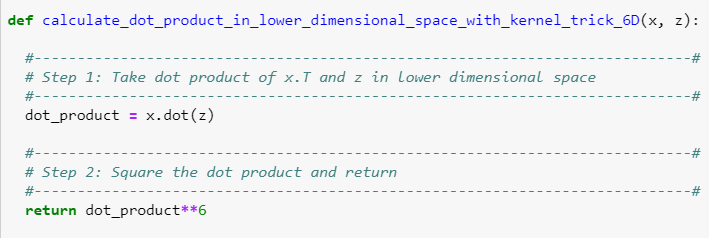 def calculate_dot_product_in_lower_dimensional_space_with_kernel_trick_6D(x, z):
#----------------------------------------------------------------------------#
# Step 1: Take dot product of x.T and z in lower dimensional space
#----------------------------------------------------------------------------#
dot_product = x.dot(z)
#----------------------------------------------------------------------------#
# Step 2: Square the dot product and return
#----------------------------------------------------------------------------#
return dot_product**6